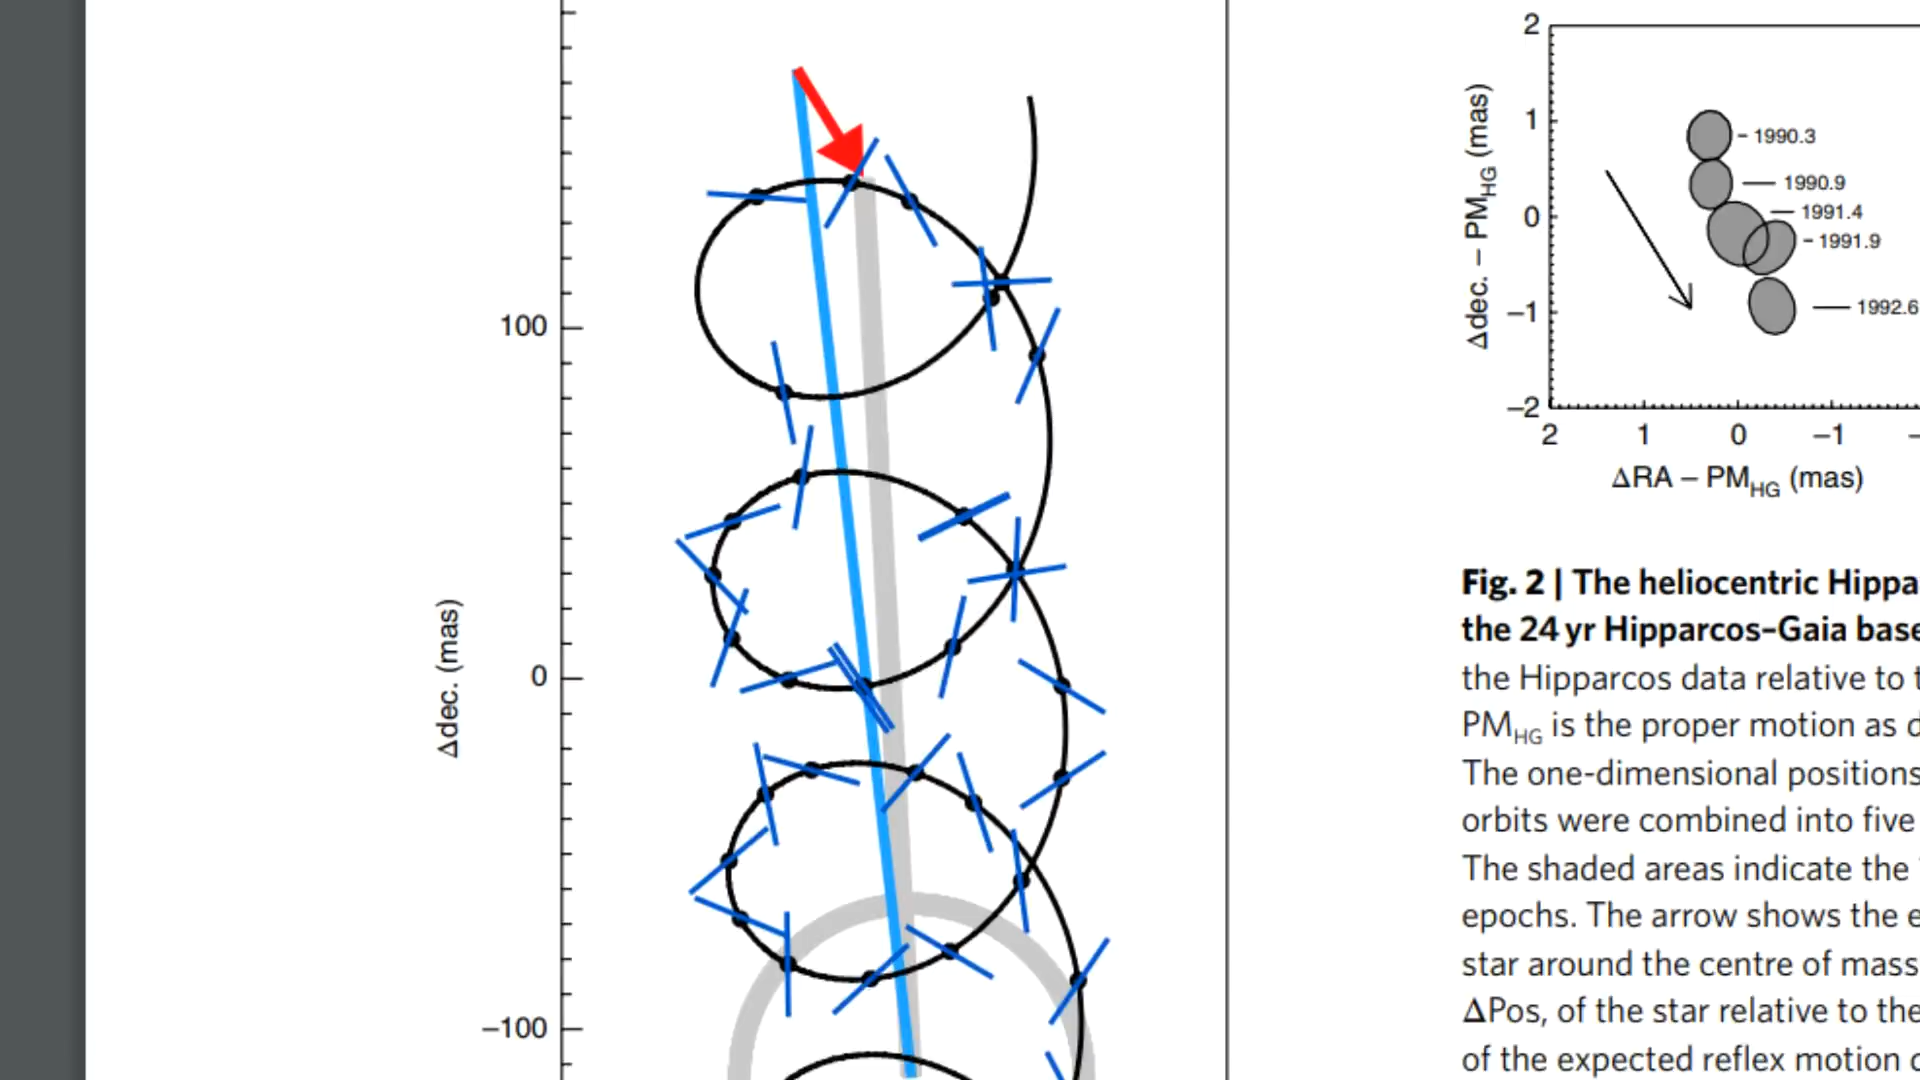 100
0
−100
Δdec. (mas)
2
1
0
−1
−2
2
1
0
−1
Δdec. − PM_HG (mas)
- 1990.3
— 1990.9
— 1991.4
- 1991.9
— 1992.6
ΔRA − PM_HG (mas)
Fig. 2 | The heliocentric Hippa
the 24 yr Hipparcos–Gaia base
the Hipparcos data relative to t
PM_HG is the proper motion as d
The one-dimensional positions
orbits were combined into five
The shaded areas indicate the
epochs. The arrow shows the e
star around the centre of mass
ΔPos, of the star relative to the
of the expected reflex motion